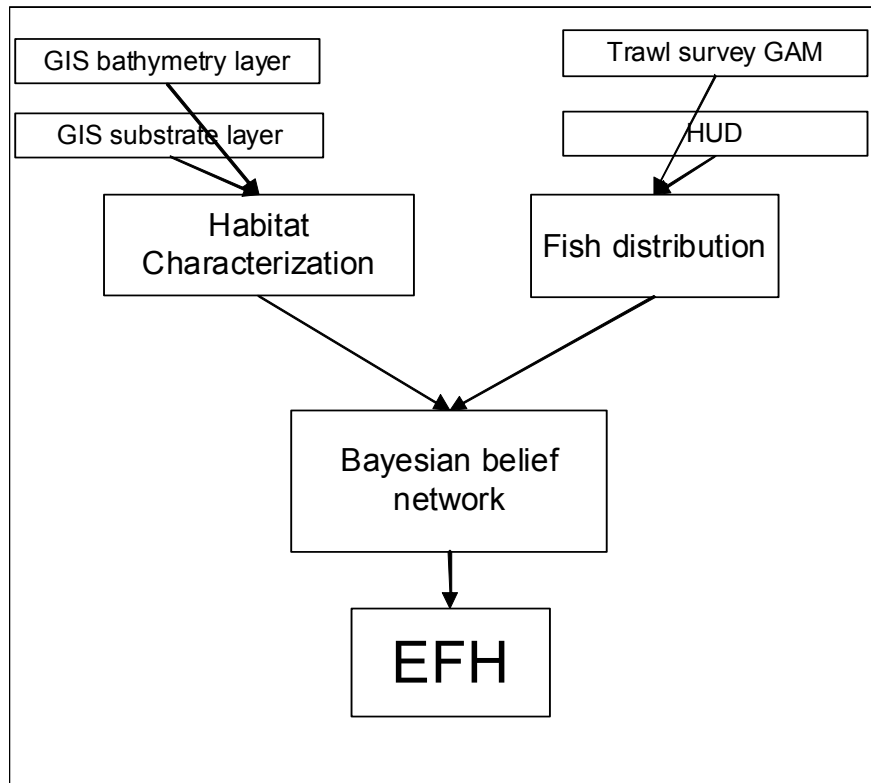 GIS bathymetry layer
GIS substrate layer
Trawl survey GAM
HUD
Habitat
Characterization
Fish distribution
Bayesian belief
network
EFH